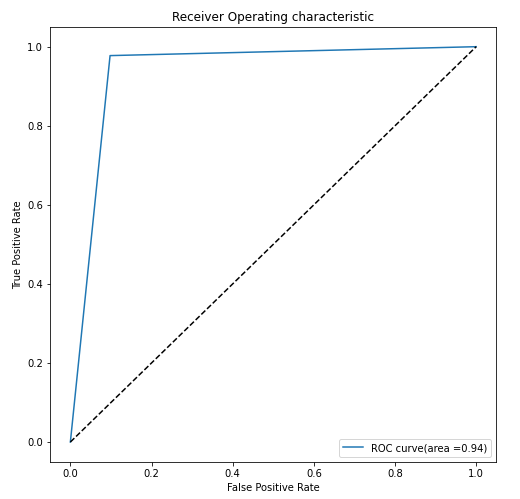 Receiver Operating characteristic
1.0
0.8
0.6
0.4
0.2
0.0
True Positive Rate
ROC curve(area =0.94)
0.0 0.2 0.4 0.6 0.8 1.0
False Positive Rate